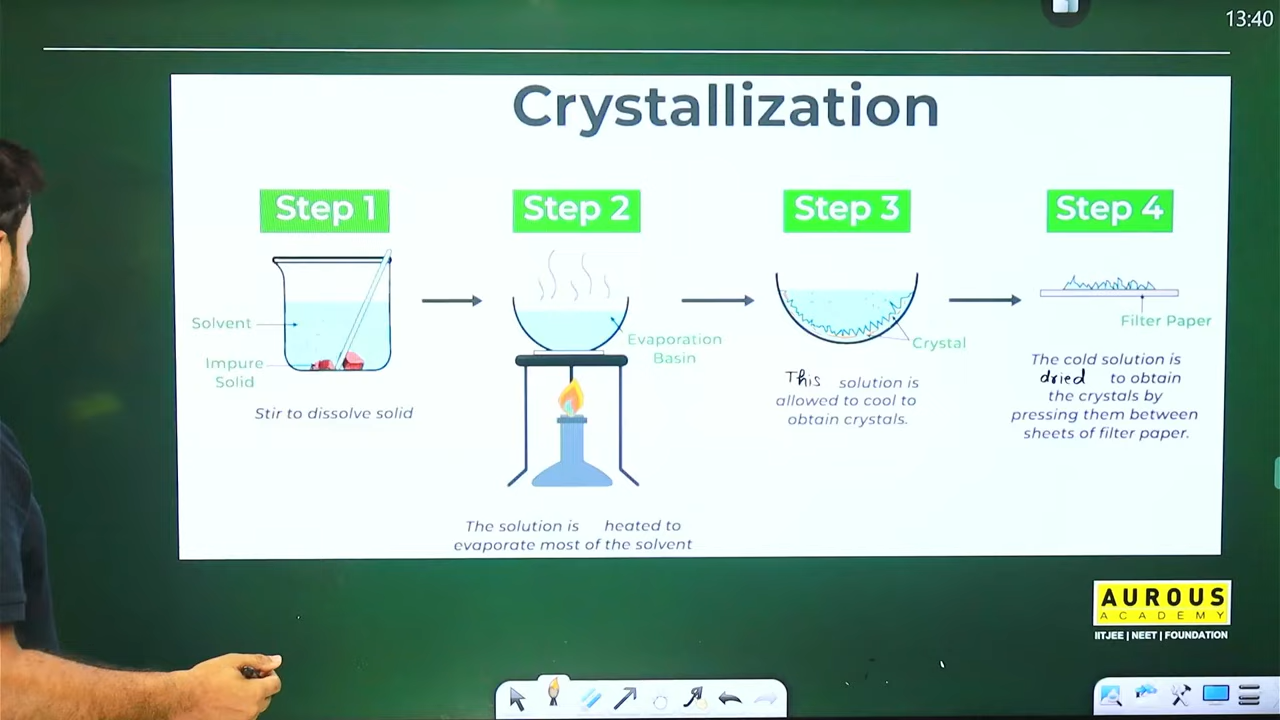 13:40
Crystallization
Step 1
Step 2
Step 3
Step 4
Solvent
Impure
Solid
Stir to dissolve solid
Evaporation
Basin
The solution is heated to
evaporate most of the solvent
Crystal
This solution is
allowed to cool to
obtain crystals.
Filter Paper
The cold solution is
dried to obtain
the crystals by
pressing them between
sheets of filter paper.
AUROUS
ACADEMY
IITJEE | NEET | FOUNDATION